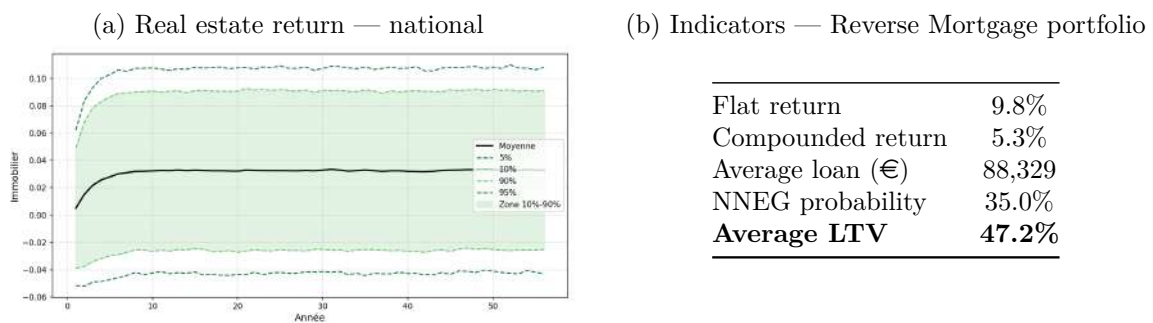 (a) Real estate return — national
0.10
0.08
0.06
0.04
0.02
0.00
−0.02
−0.04
−0.06
Immobilier
0
10
20
30
40
50
Année
Moyenne
5%
10%
90%
95%
Zone 10%-90%
(b) Indicators — Reverse Mortgage portfolio
Flat return 9.8%
Compounded return 5.3%
Average loan (€) 88,329
NNEG probability 35.0%
Average LTV 47.2%